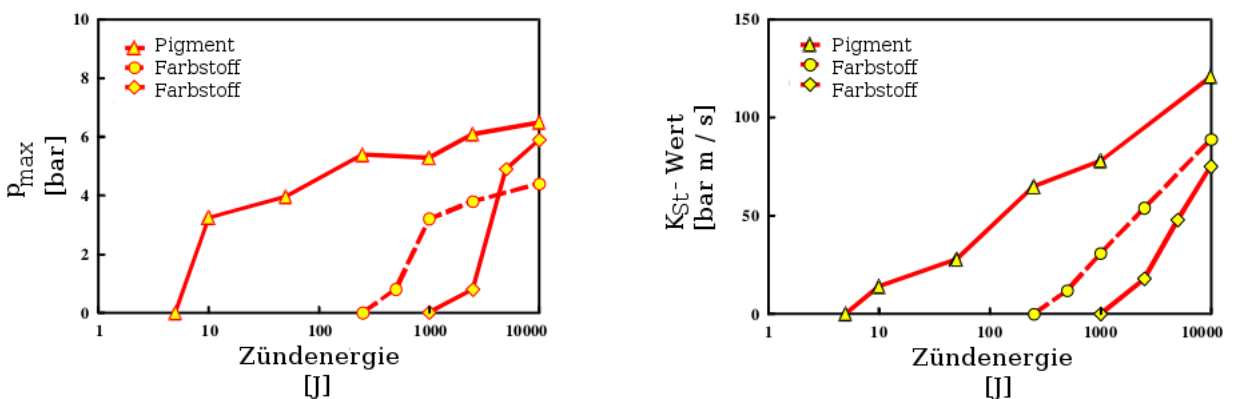 10
8
6
4
2
0
p max
[bar]
Pigment
Farbstoff
Farbstoff
1
10
100
1000
10000
Zündenergie
[J]
150
100
50
0
K St - Wert
[bar m / s]
Pigment
Farbstoff
Farbstoff
1
10
100
1000
10000
Zündenergie
[J]